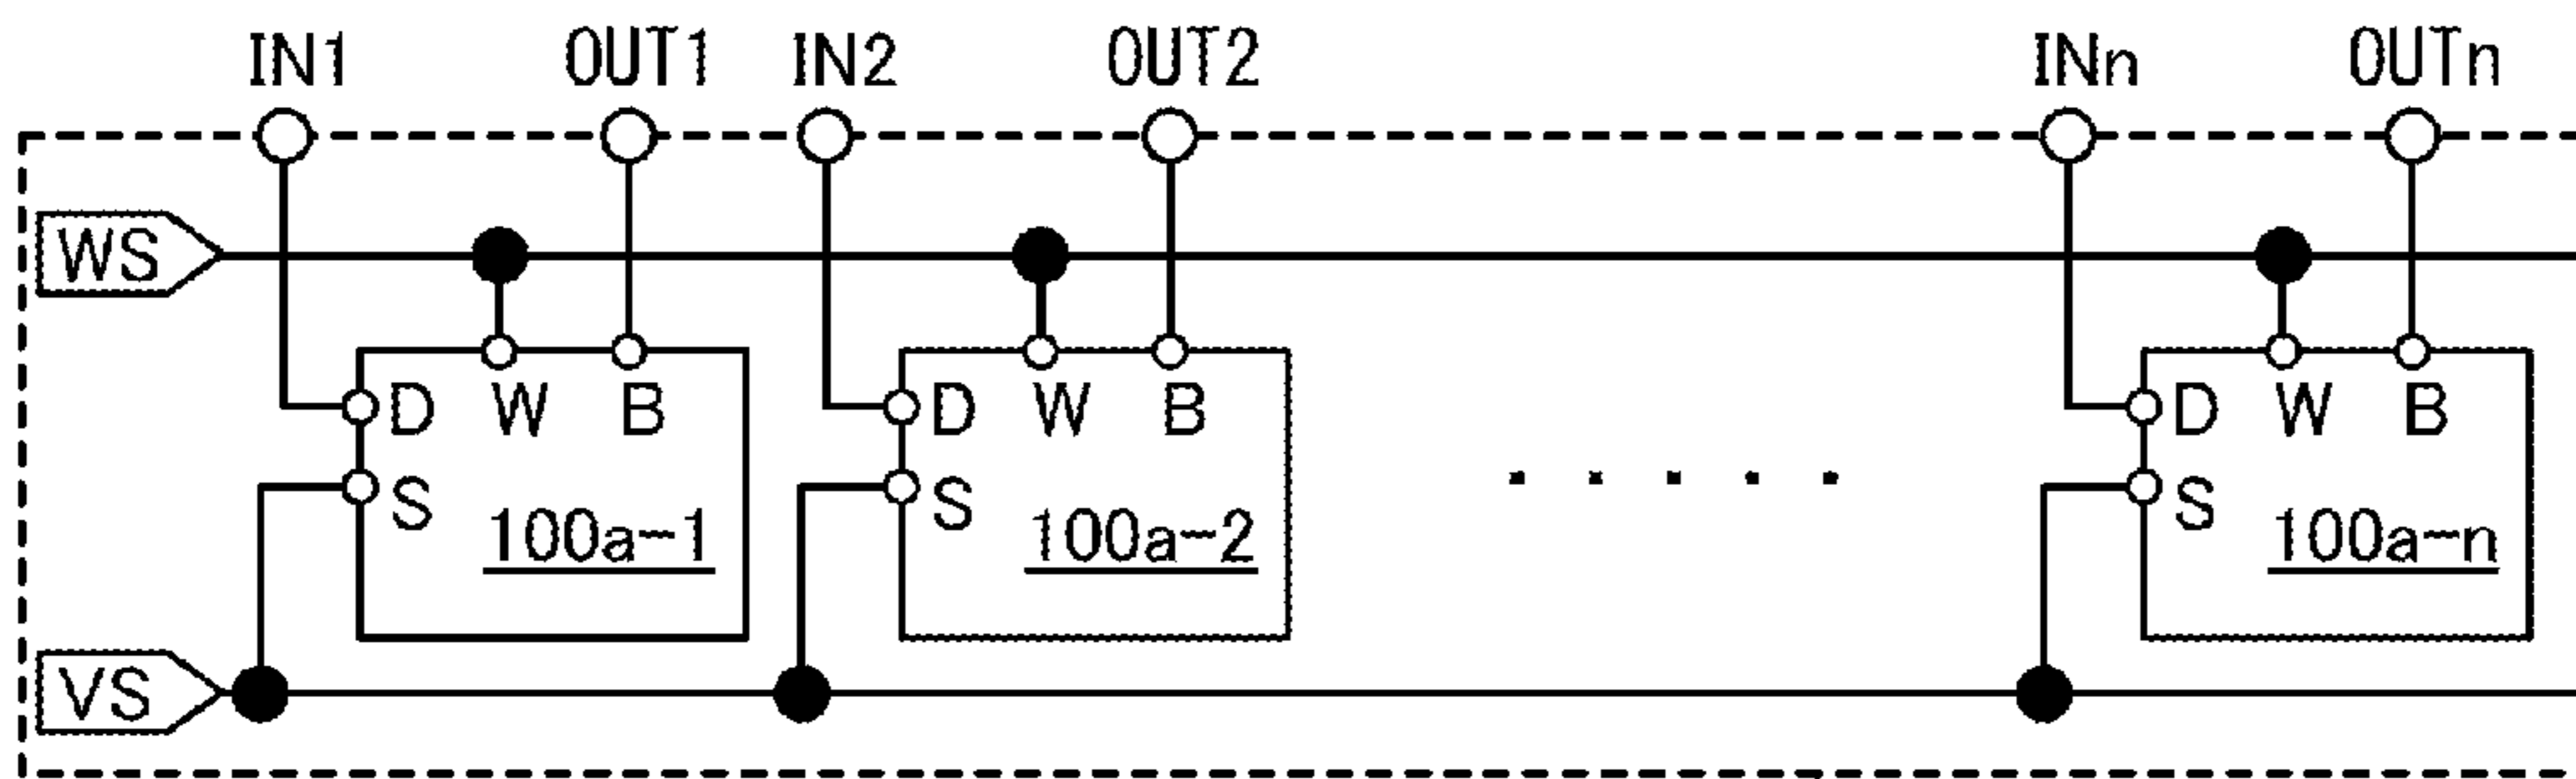 IN1 OUT1 IN2 OUT2 INn OUTn
WS
D W B D W B D W B
S S S
100a-1 100a-2 100a-n
VS